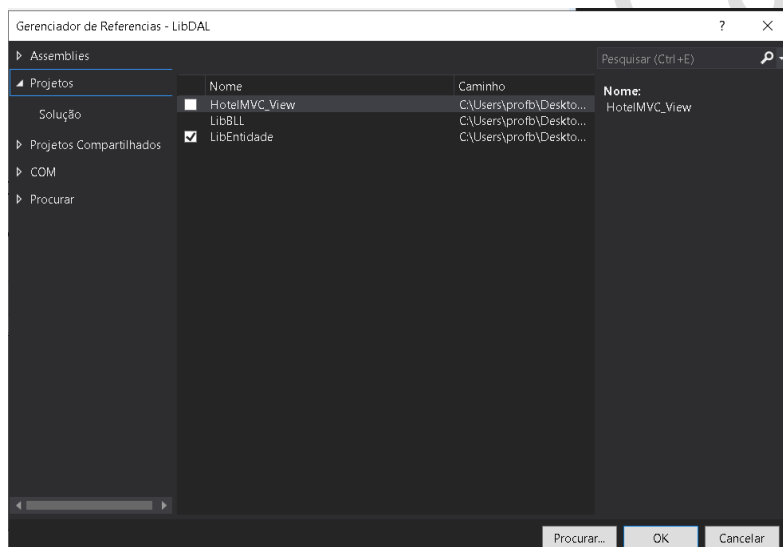 Gerenciador de Referencias - LibDAL
?
Assemblies
Projetos
Solução
Projetos Compartilhados
COM
Procurar
Nome Caminho
HotelMVC_View C:\Users\profb\Deskto...
LibBLL C:\Users\profb\Deskto...
LibEntidade C:\Users\profb\Deskto...
Pesquisar (Ctrl+E)
Nome:
HotelMVC_View
Procurar... OK Cancelar